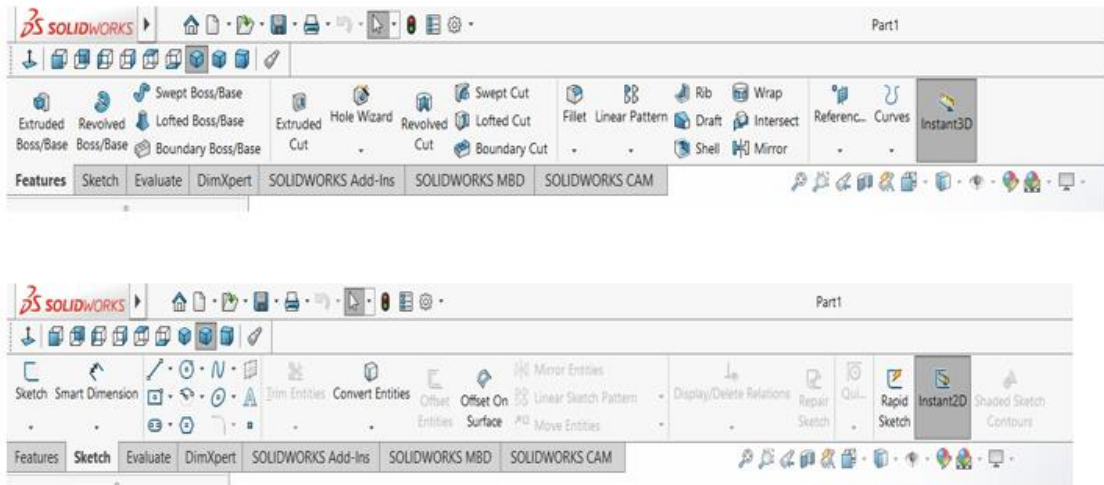 SOLIDWORKS Part1
Swept Boss/Base Swept Cut Rib Wrap
Extruded Boss/Base Revolved Boss/Base Lofted Boss/Base Extruded Cut Hole Wizard Revolved Cut Lofted Cut Fillet Linear Pattern Draft Intersect Referenc... Curves Instant3D
Boundary Boss/Base Boundary Cut Shell Mirror
Features Sketch Evaluate DimXpert SOLIDWORKS Add-Ins SOLIDWORKS MBD SOLIDWORKS CAM
SOLIDWORKS Part1
Mirror Entities
Sketch Smart Dimension Trim Entities Convert Entities Offset Entities Offset On Surface Linear Sketch Pattern Display/Delete Relations Repair Sketch Qui... Rapid Sketch Instant2D Shaded Sketch Contours
Move Entities
Features Sketch Evaluate DimXpert SOLIDWORKS Add-Ins SOLIDWORKS MBD SOLIDWORKS CAM